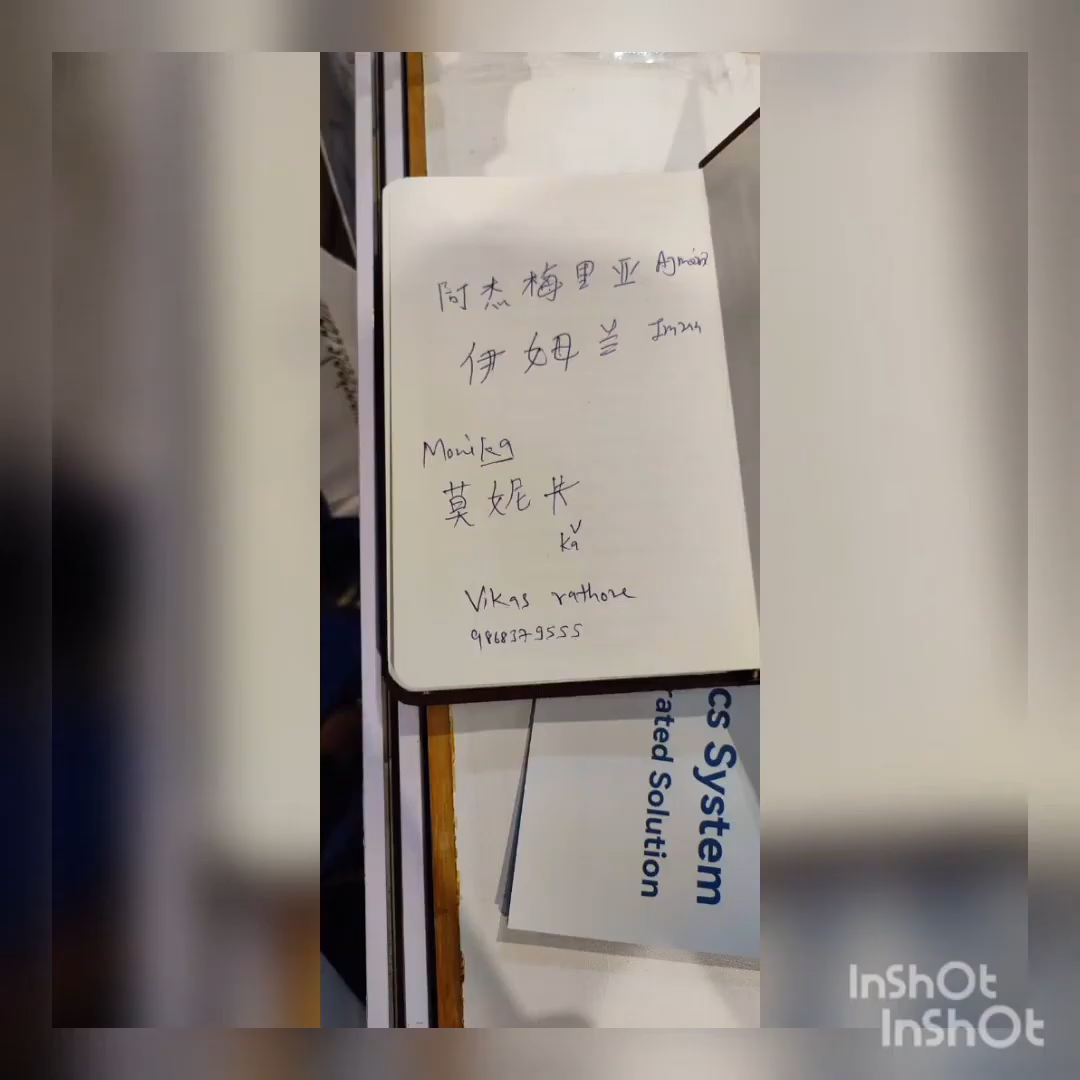 阿杰梅里亚
伊姆兰 Imran
Monika
莫妮卡
Ka
Vikas rathore
9868379555
cs System
rated Solution
InShOt
InShOt